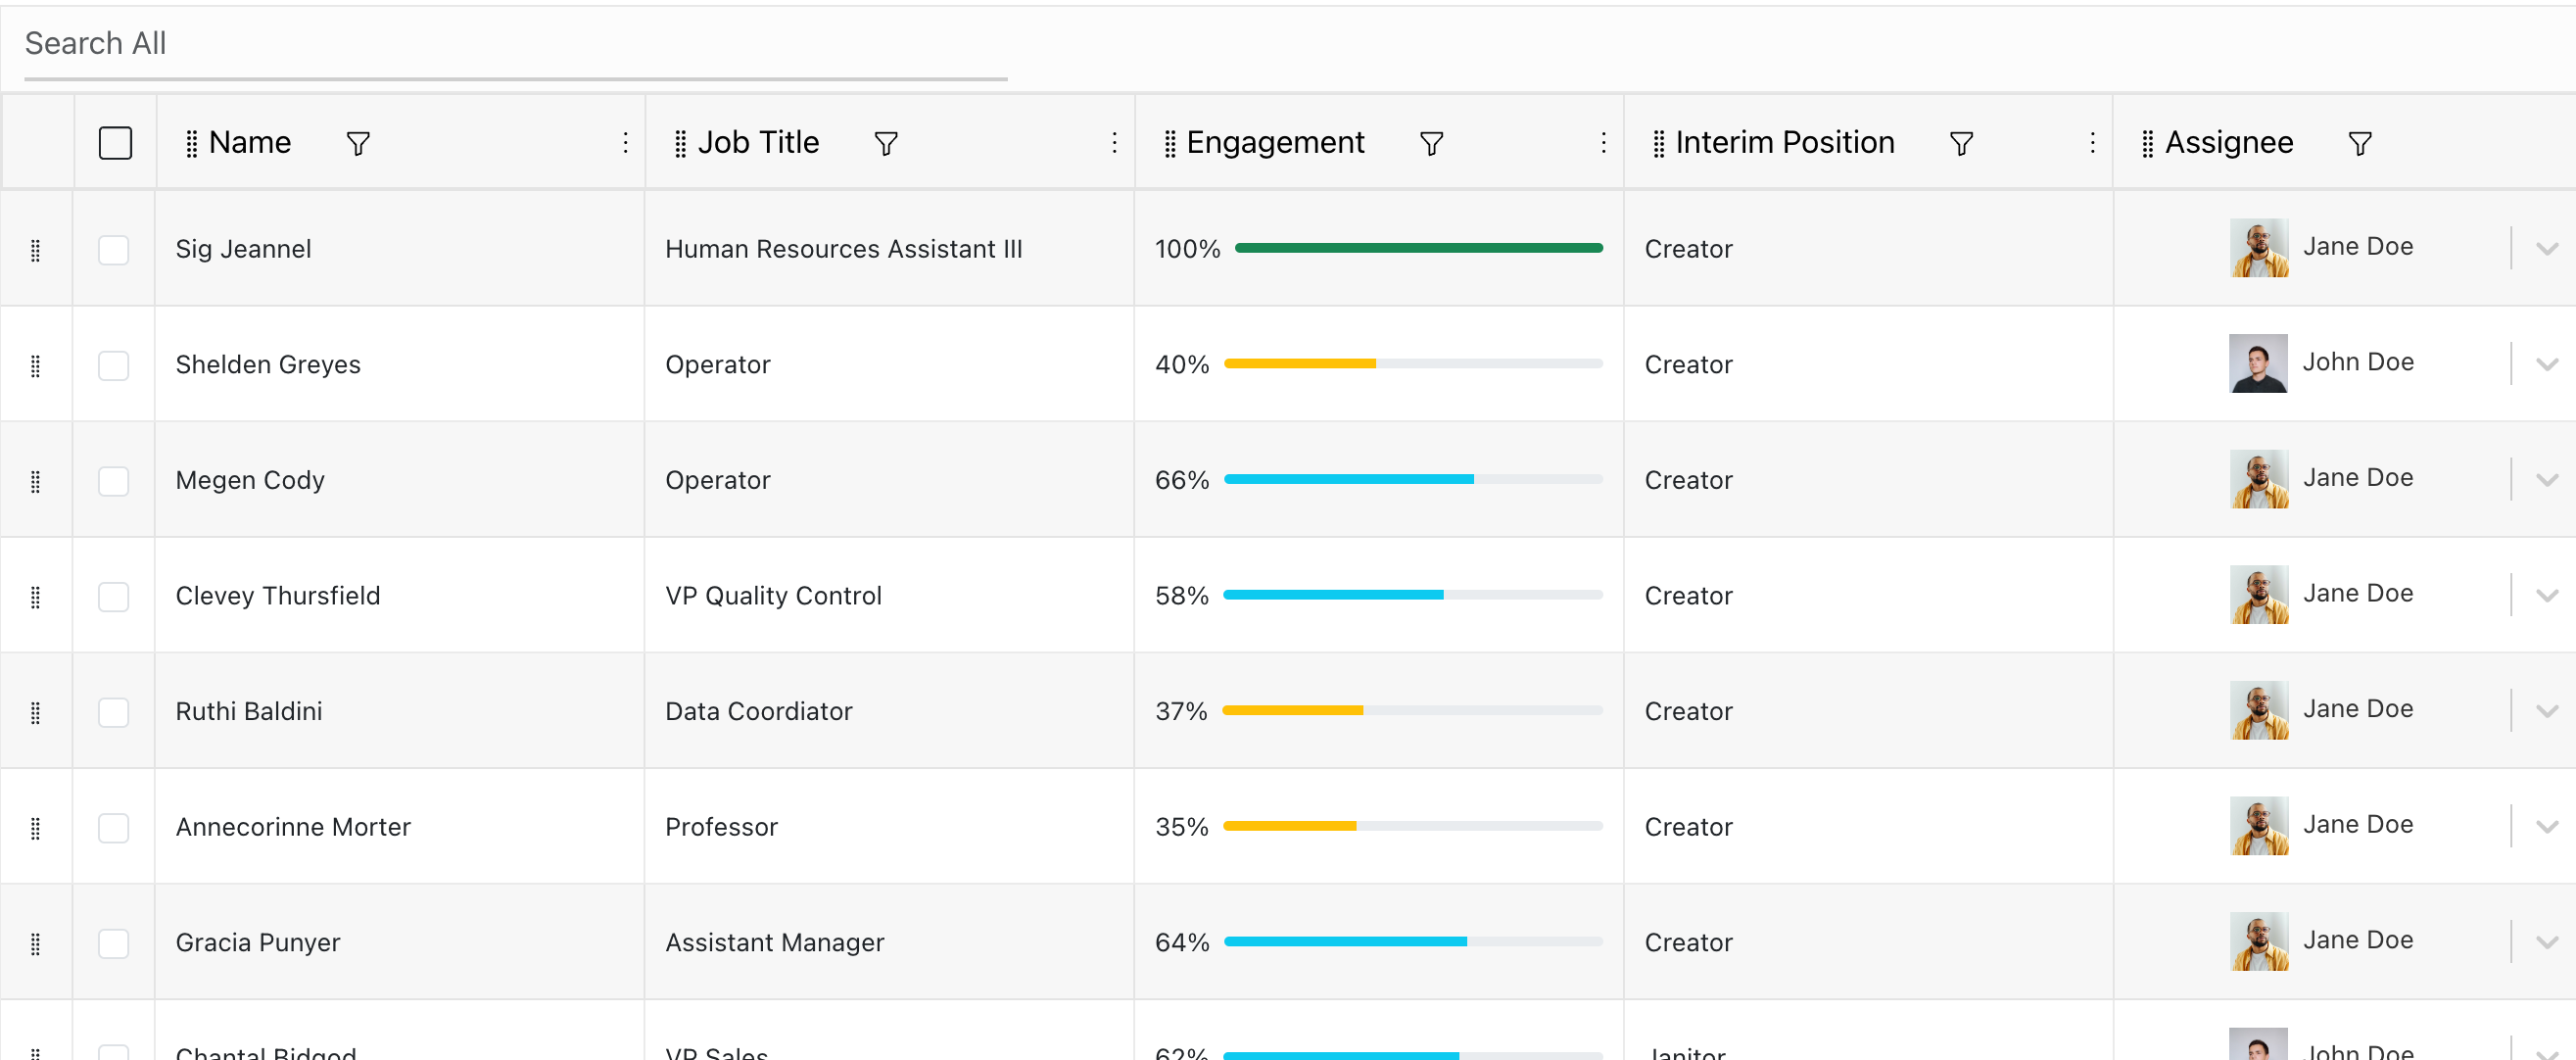 Search All
Name Job Title Engagement Interim Position Assignee
Sig Jeannel Human Resources Assistant III 100% Creator Jane Doe
Shelden Greyes Operator 40% Creator John Doe
Megen Cody Operator 66% Creator Jane Doe
Clevey Thursfield VP Quality Control 58% Creator Jane Doe
Ruthi Baldini Data Coordiator 37% Creator Jane Doe
Annecorinne Morter Professor 35% Creator Jane Doe
Gracia Punyer Assistant Manager 64% Creator Jane Doe
Chantal Bidgod VP Sales 62% Janitor John Doe